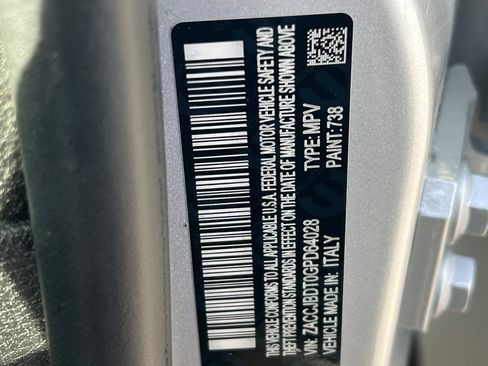 THIS VEHICLE CONFORMS TO ALL APPLICABLE U.S.A. FEDERAL MOTOR VEHICLE SAFETY AND
THEFT PREVENTION STANDARDS IN EFFECT ON THE DATE OF MANUFACTURE SHOWN ABOVE
VIN: ZACCJBDT0GPD64028 TYPE: MPV
VEHICLE MADE IN: ITALY PAINT: 738